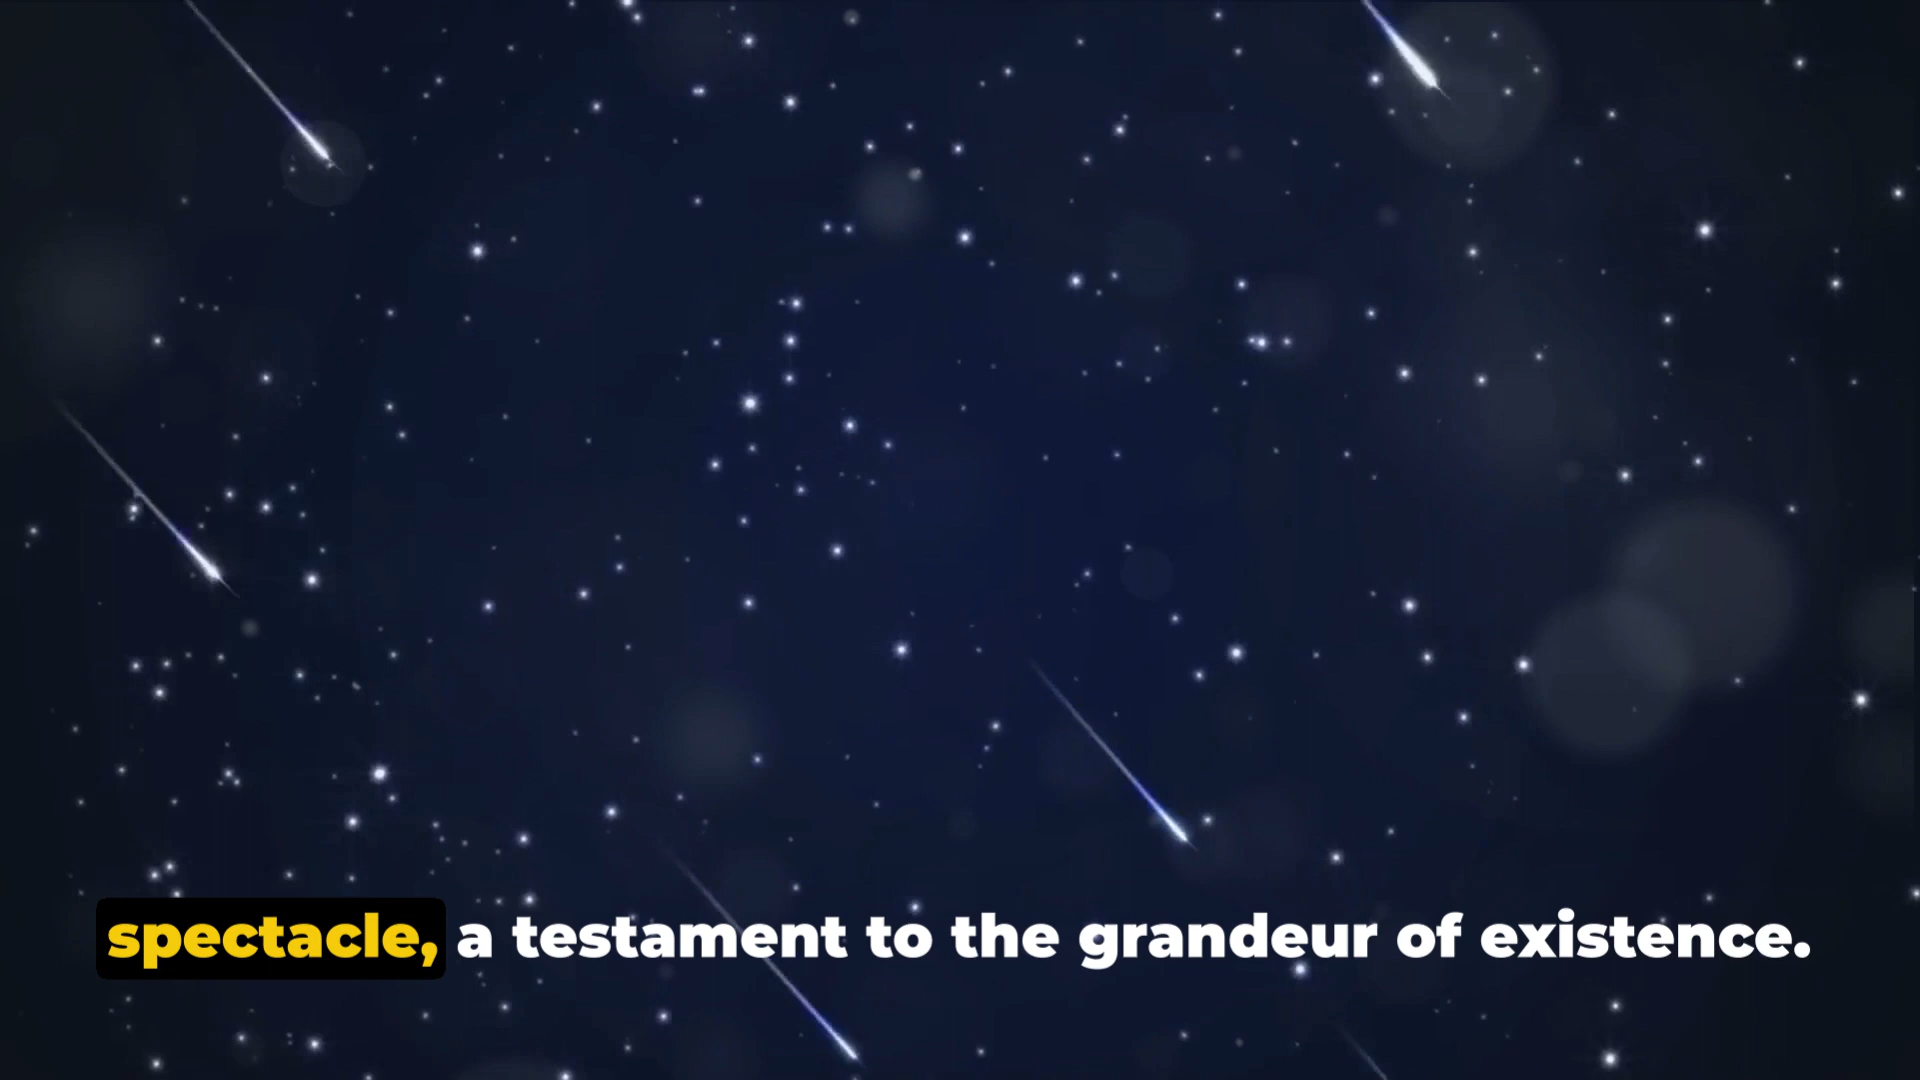 spectacle, a testament to the grandeur of existence.